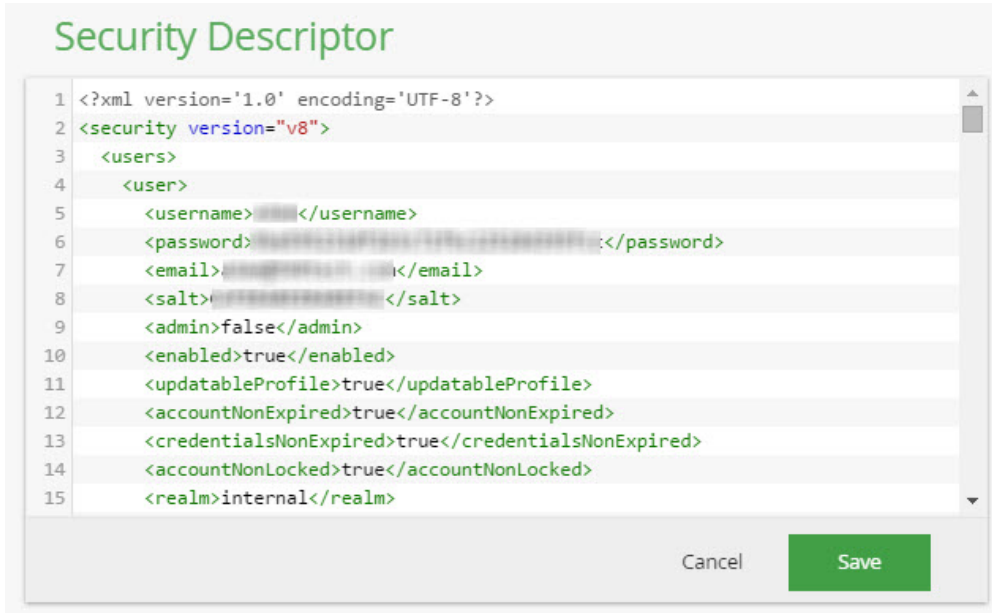 Security Descriptor
1 <?xml version='1.0' encoding='UTF-8'?>
2 <security version="v8">
3 <users>
4 <user>
5 <username></username>
6 <password></password>
7 <email></email>
8 <salt></salt>
9 <admin>false</admin>
10 <enabled>true</enabled>
11 <updatableProfile>true</updatableProfile>
12 <accountNonExpired>true</accountNonExpired>
13 <credentialsNonExpired>true</credentialsNonExpired>
14 <accountNonLocked>true</accountNonLocked>
15 <realm>internal</realm>
Cancel Save